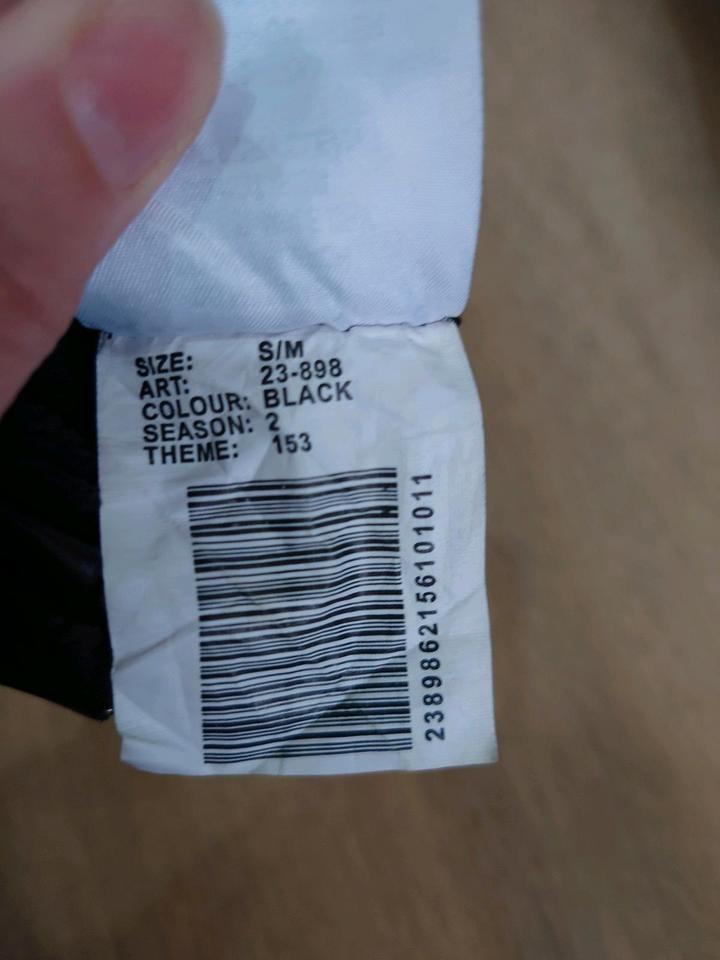 SIZE: S/M
ART: 23-898
COLOUR: BLACK
SEASON: 2
THEME: 153
2389862156101011